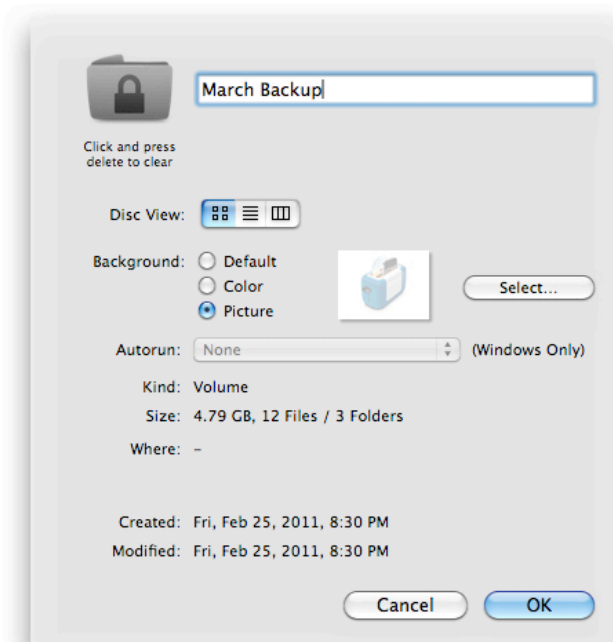 March Backup
Click and press
delete to clear
Disc View:
Background: Default
Color
Picture
Select...
Autorun: None (Windows Only)
Kind: Volume
Size: 4.79 GB, 12 Files / 3 Folders
Where: –
Created: Fri, Feb 25, 2011, 8:30 PM
Modified: Fri, Feb 25, 2011, 8:30 PM
Cancel OK